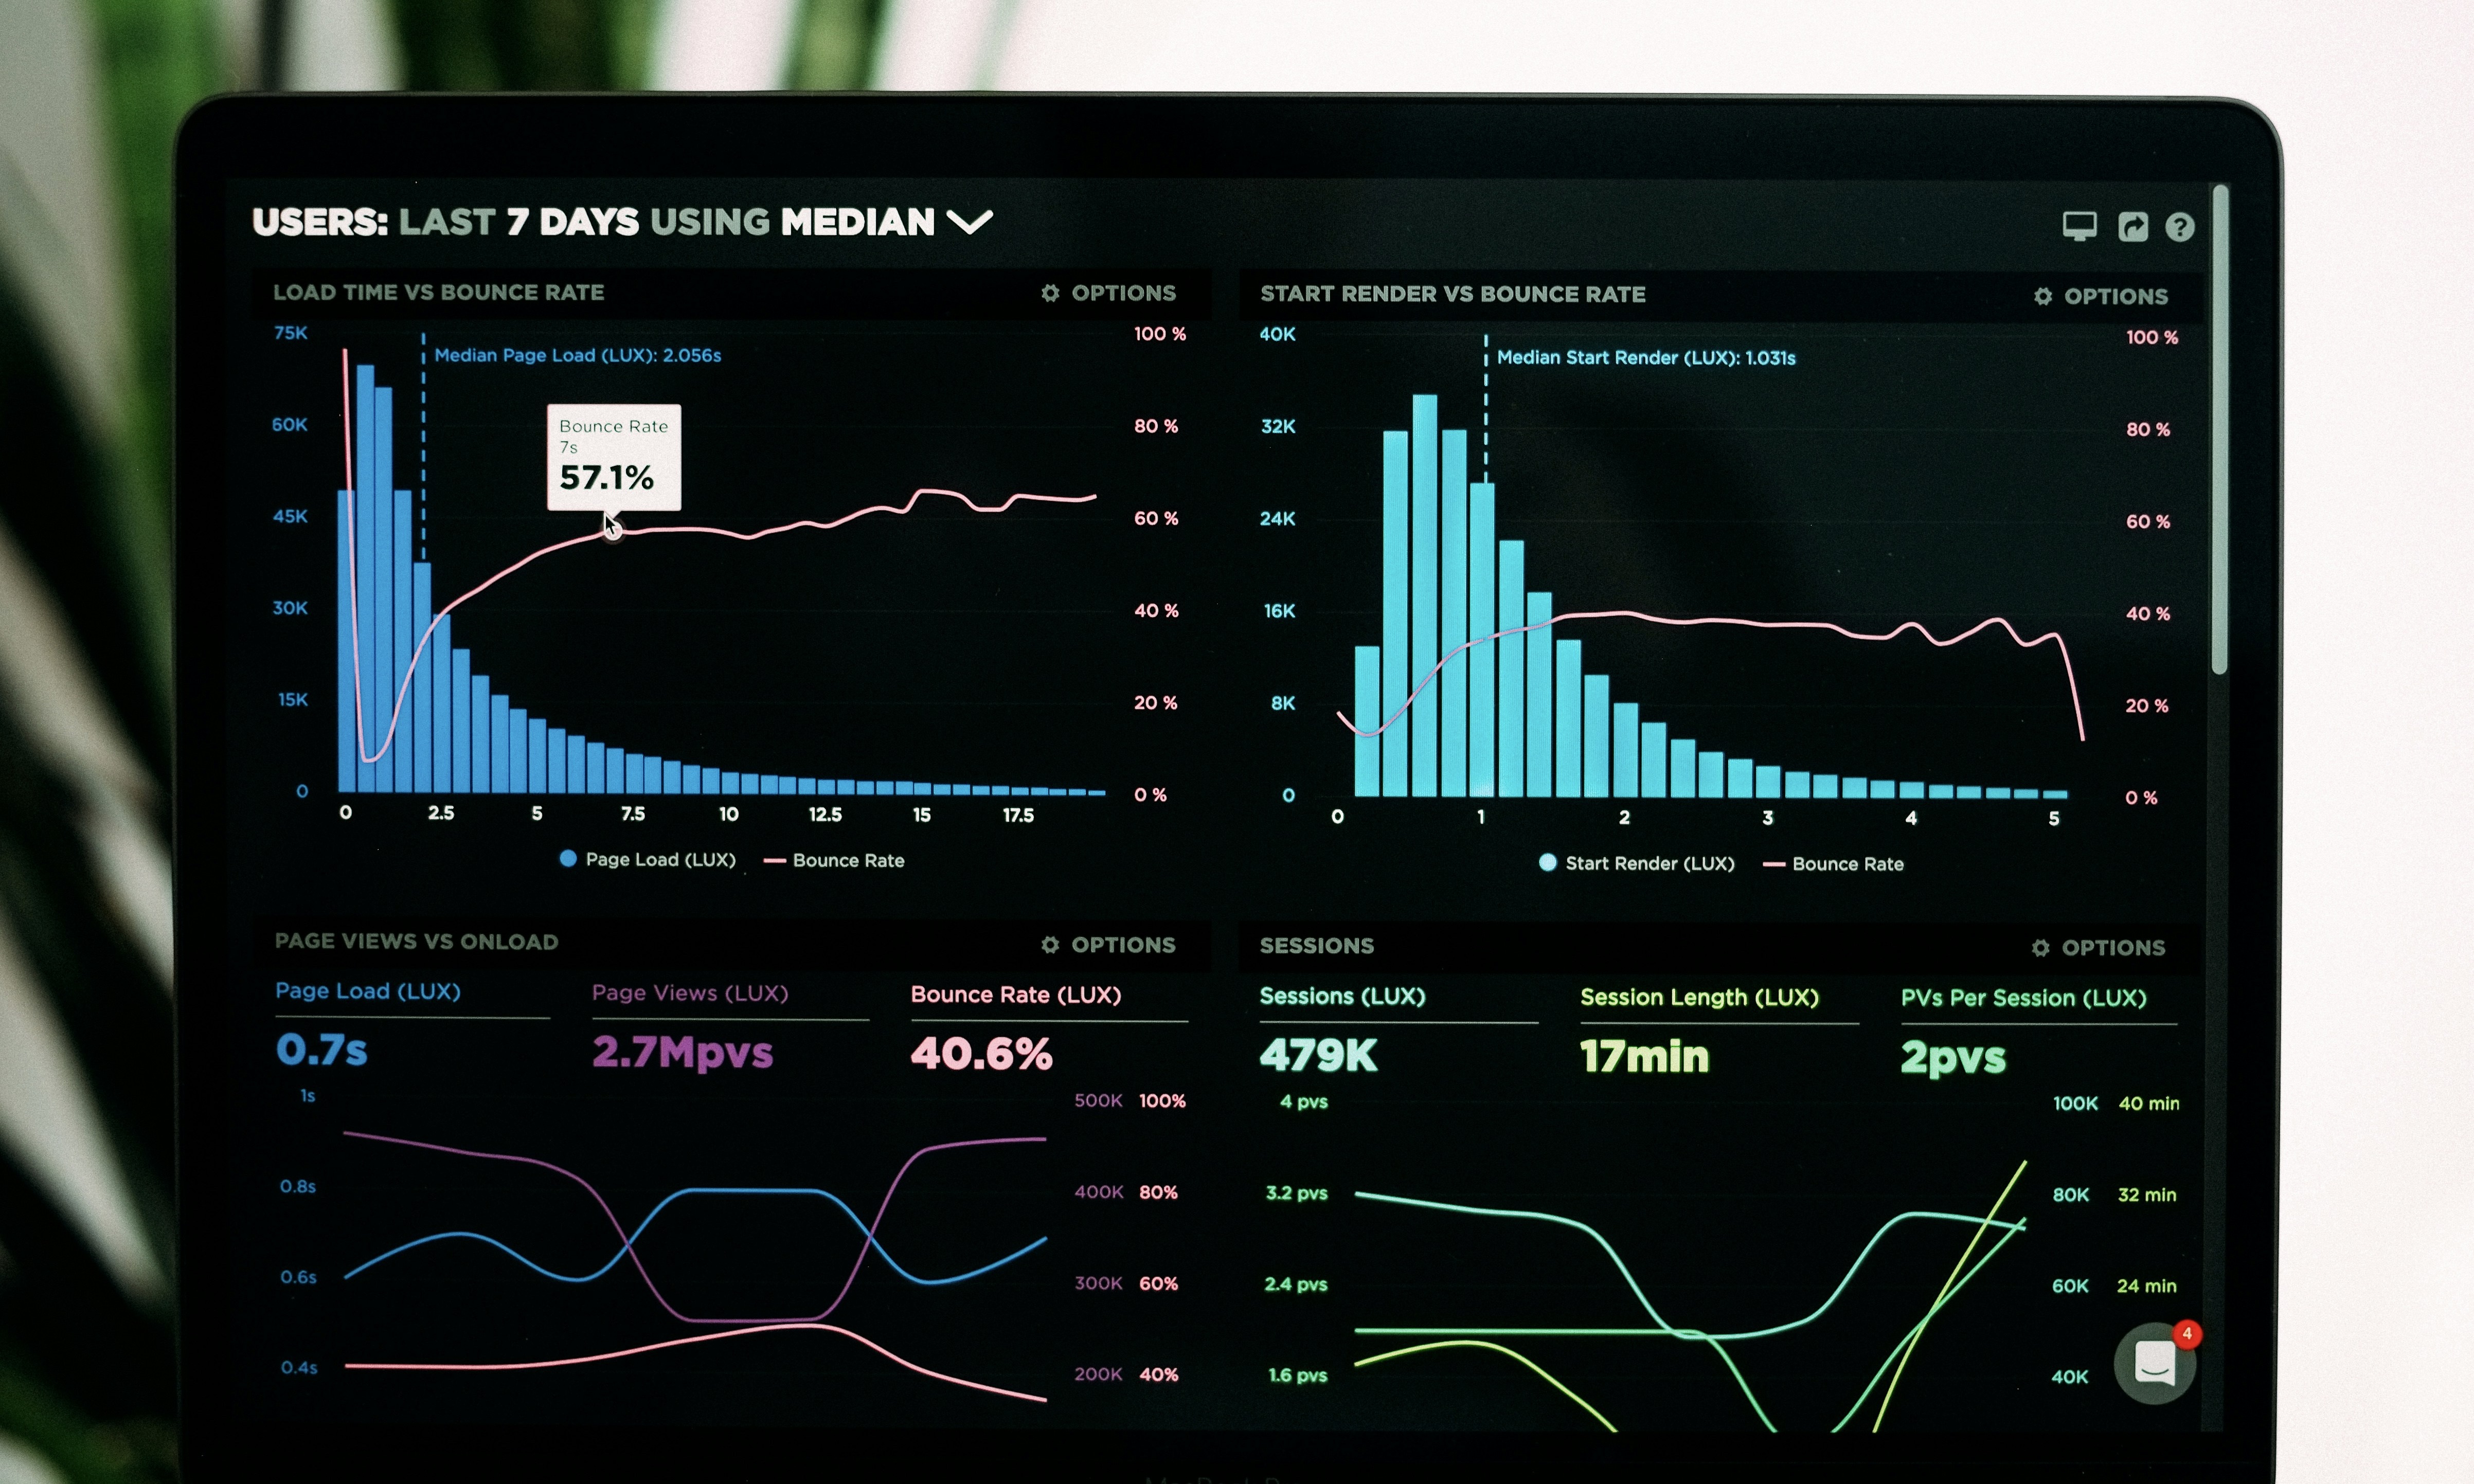 USERS: LAST 7 DAYS USING MEDIAN
LOAD TIME VS BOUNCE RATE
OPTIONS
75K
60K
45K
30K
15K
0
Median Page Load (LUX): 2.056s
Bounce Rate
7s
57.1%
100 %
80 %
60 %
40 %
20 %
0 %
0 2.5 5 7.5 10 12.5 15 17.5
Page Load (LUX) Bounce Rate
START RENDER VS BOUNCE RATE
OPTIONS
40K
32K
24K
16K
8K
0
Median Start Render (LUX): 1.031s
100 %
80 %
60 %
40 %
20 %
0 %
0 1 2 3 4 5
Start Render (LUX) Bounce Rate
PAGE VIEWS VS ONLOAD
OPTIONS
Page Load (LUX)
0.7s
Page Views (LUX)
2.7Mpvs
Bounce Rate (LUX)
40.6%
1s
0.8s
0.6s
0.4s
500K 100%
400K 80%
300K 60%
200K 40%
SESSIONS
OPTIONS
Sessions (LUX)
479K
Session Length (LUX)
17min
PVs Per Session (LUX)
2pvs
4 pvs
3.2 pvs
2.4 pvs
1.6 pvs
100K 40 min
80K 32 min
60K 24 min
40K
4